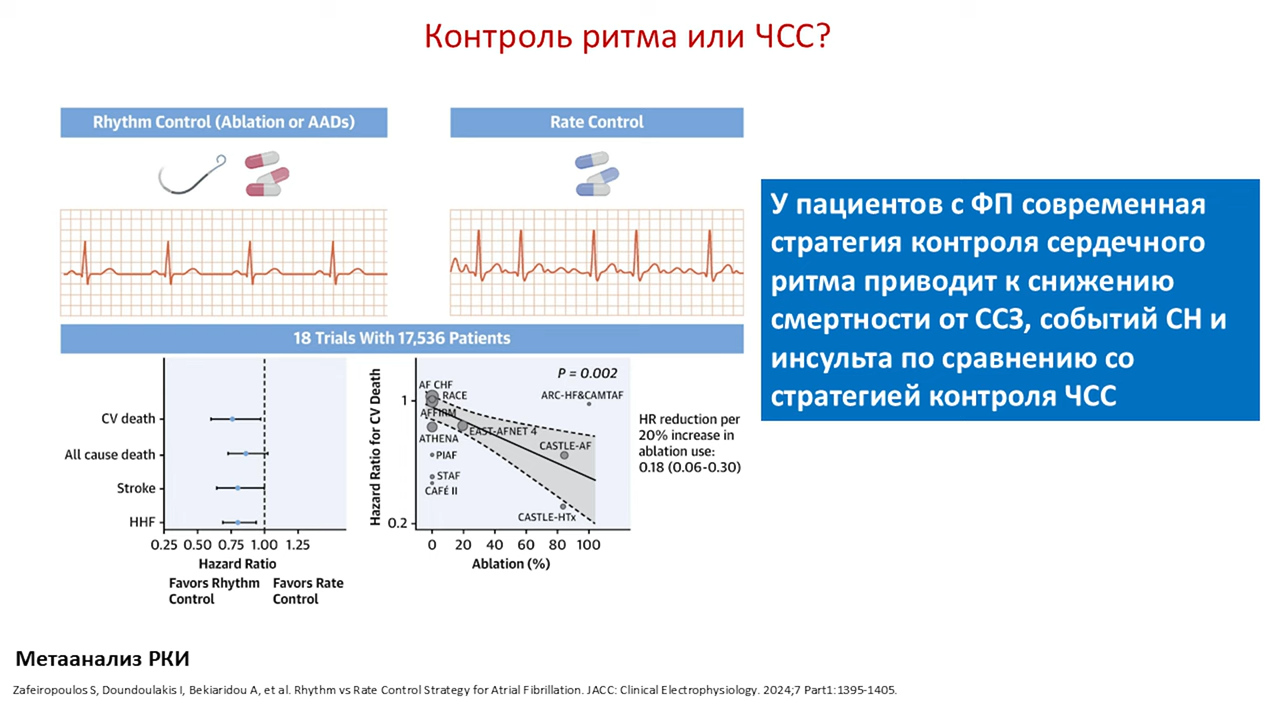 Контроль ритма или ЧСС?
Rhythm Control (Ablation or AADs)
Rate Control
18 Trials With 17,536 Patients
CV death
All cause death
Stroke
HHF
0.25 0.50 0.75 1.00 1.25
Hazard Ratio
Favors Rhythm
Control
Favors Rate
Control
Hazard Ratio for CV Death
P = 0.002
1
0.2
AF CHF
RACE
AFFIRM
ATHENA
EAST-AFNET 4
PIAF
STAF
CAFÉ II
ARC-HF&CAMTAF
CASTLE-AF
CASTLE-HTx
0 20 40 60 80 100
Ablation (%)
HR reduction per
20% increase in
ablation use:
0.18 (0.06-0.30)
У пациентов с ФП современная
стратегия контроля сердечного
ритма приводит к снижению
смертности от ССЗ, событий СН и
инсульта по сравнению со
стратегией контроля ЧСС
Метаанализ РКИ
Zafeiropoulos S, Doundoulakis I, Bekiaridou A, et al. Rhythm vs Rate Control Strategy for Atrial Fibrillation. JACC: Clinical Electrophysiology. 2024;7 Part1:1395-1405.